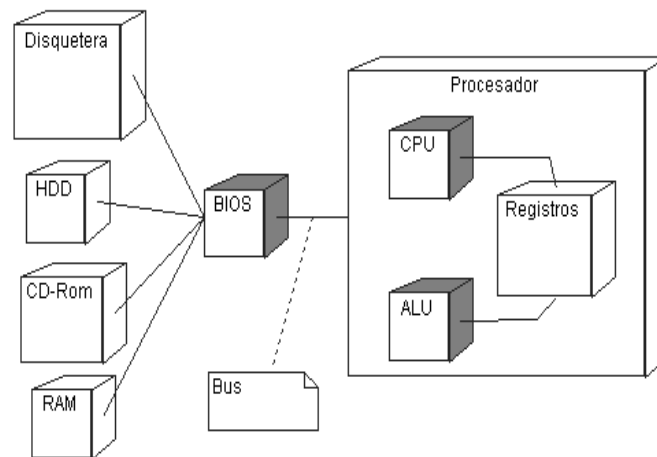 Disquetera
HDD
CD-Rom
RAM
BIOS
Bus
Procesador
CPU
Registros
ALU